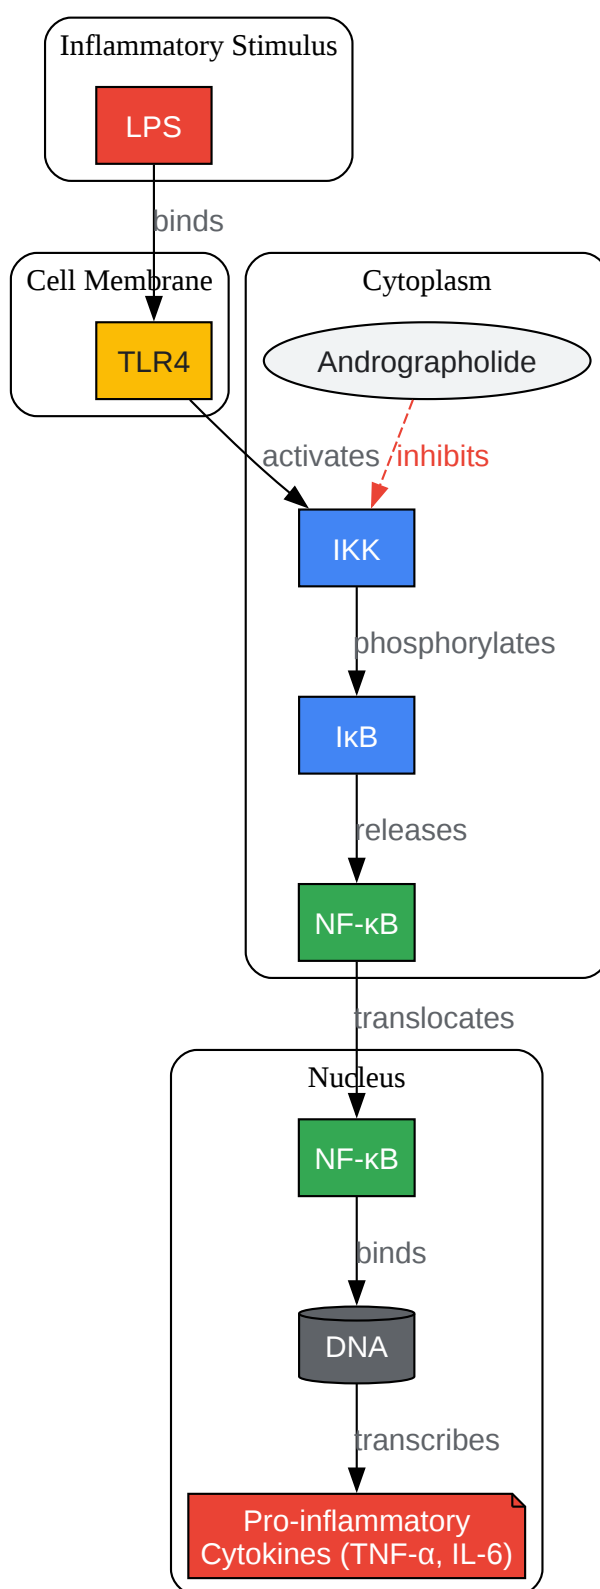 Inflammatory Stimulus
LPS
binds
Cell Membrane
Cytoplasm
TLR4
Andrographolide
activates
inhibits
IKK
phosphorylates
IκB
releases
NF-κB
translocates
Nucleus
NF-κB
binds
DNA
transcribes
Pro-inflammatory
Cytokines (TNF-α, IL-6)